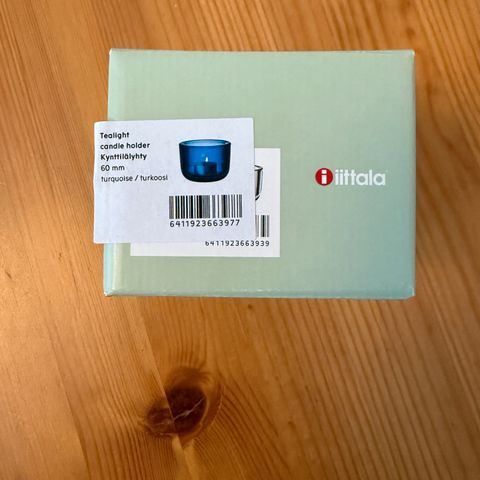 Tealight
candle holder
Kynttilälyhty
60 mm
turquoise / turkoosi
6411923663977
6411923663939
iittala